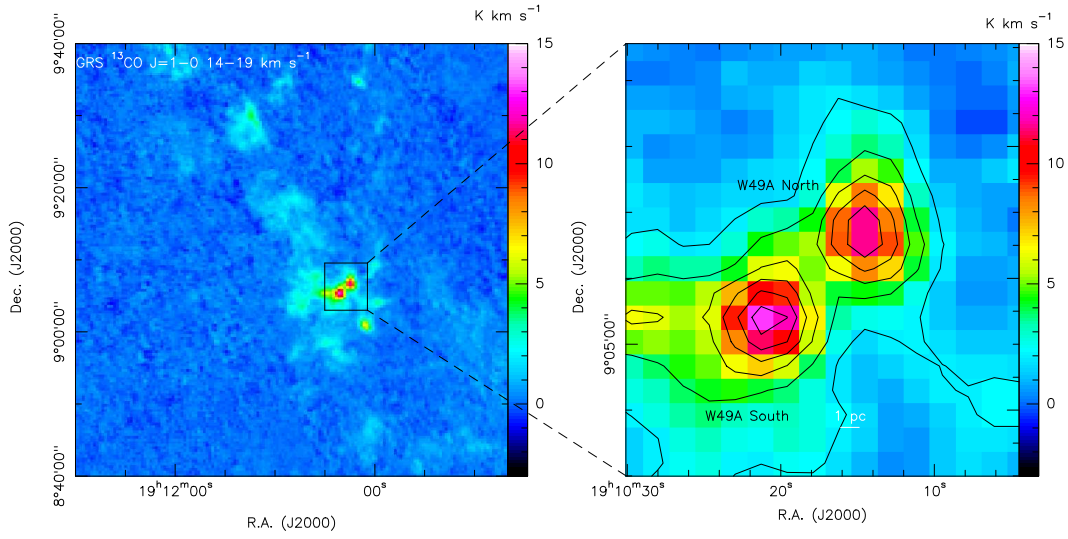 K km s⁻¹
K km s⁻¹
GRS ¹³CO J=1−0 14−19 km s⁻¹
9°40'00"
9°20'00"
9°00'00"
8°40'00"
Dec. (J2000)
19ʰ12ᵐ00ˢ
00ˢ
R.A. (J2000)
15
10
5
0
W49A North
W49A South
1 pc
9°05'00"
Dec. (J2000)
19ʰ10ᵐ30ˢ
20ˢ
10ˢ
R.A. (J2000)
15
10
5
0